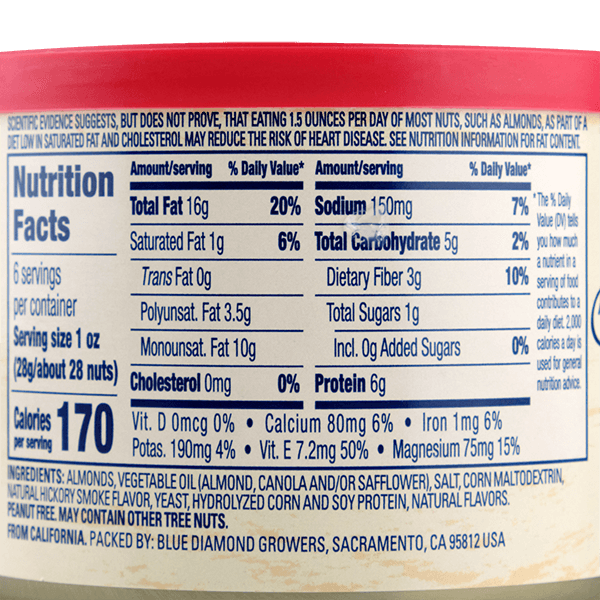 SCIENTIFIC EVIDENCE SUGGESTS, BUT DOES NOT PROVE, THAT EATING 1.5 OUNCES PER DAY OF MOST NUTS, SUCH AS ALMONDS, AS PART OF A
DIET LOW IN SATURATED FAT AND CHOLESTEROL MAY REDUCE THE RISK OF HEART DISEASE. SEE NUTRITION INFORMATION FOR FAT CONTENT.
Nutrition
Facts
6 servings
per container
Serving size 1 oz
(28g/about 28 nuts)
Calories
per serving 170
Amount/serving % Daily Value*
Total Fat 16g 20%
Saturated Fat 1g 6%
Trans Fat 0g
Polyunsat. Fat 3.5g
Monounsat. Fat 10g
Cholesterol 0mg 0%
Amount/serving % Daily Value*
Sodium 150mg 7%
Total Carbohydrate 5g 2%
Dietary Fiber 3g 10%
Total Sugars 1g
Incl. 0g Added Sugars 0%
Protein 6g
Vit. D 0mcg 0% • Calcium 80mg 6% • Iron 1mg 6%
Potas. 190mg 4% • Vit. E 7.2mg 50% • Magnesium 75mg 15%
*The % Daily
Value (DV) tells
you how much
a nutrient in a
serving of food
contributes to a
daily diet. 2,000
calories a day is
used for general
nutrition advice.
INGREDIENTS: ALMONDS, VEGETABLE OIL (ALMOND, CANOLA AND/OR SAFFLOWER), SALT, CORN MALTODEXTRIN,
NATURAL HICKORY SMOKE FLAVOR, YEAST, HYDROLYZED CORN AND SOY PROTEIN, NATURAL FLAVORS.
PEANUT FREE. MAY CONTAIN OTHER TREE NUTS.
FROM CALIFORNIA. PACKED BY: BLUE DIAMOND GROWERS, SACRAMENTO, CA 95812 USA